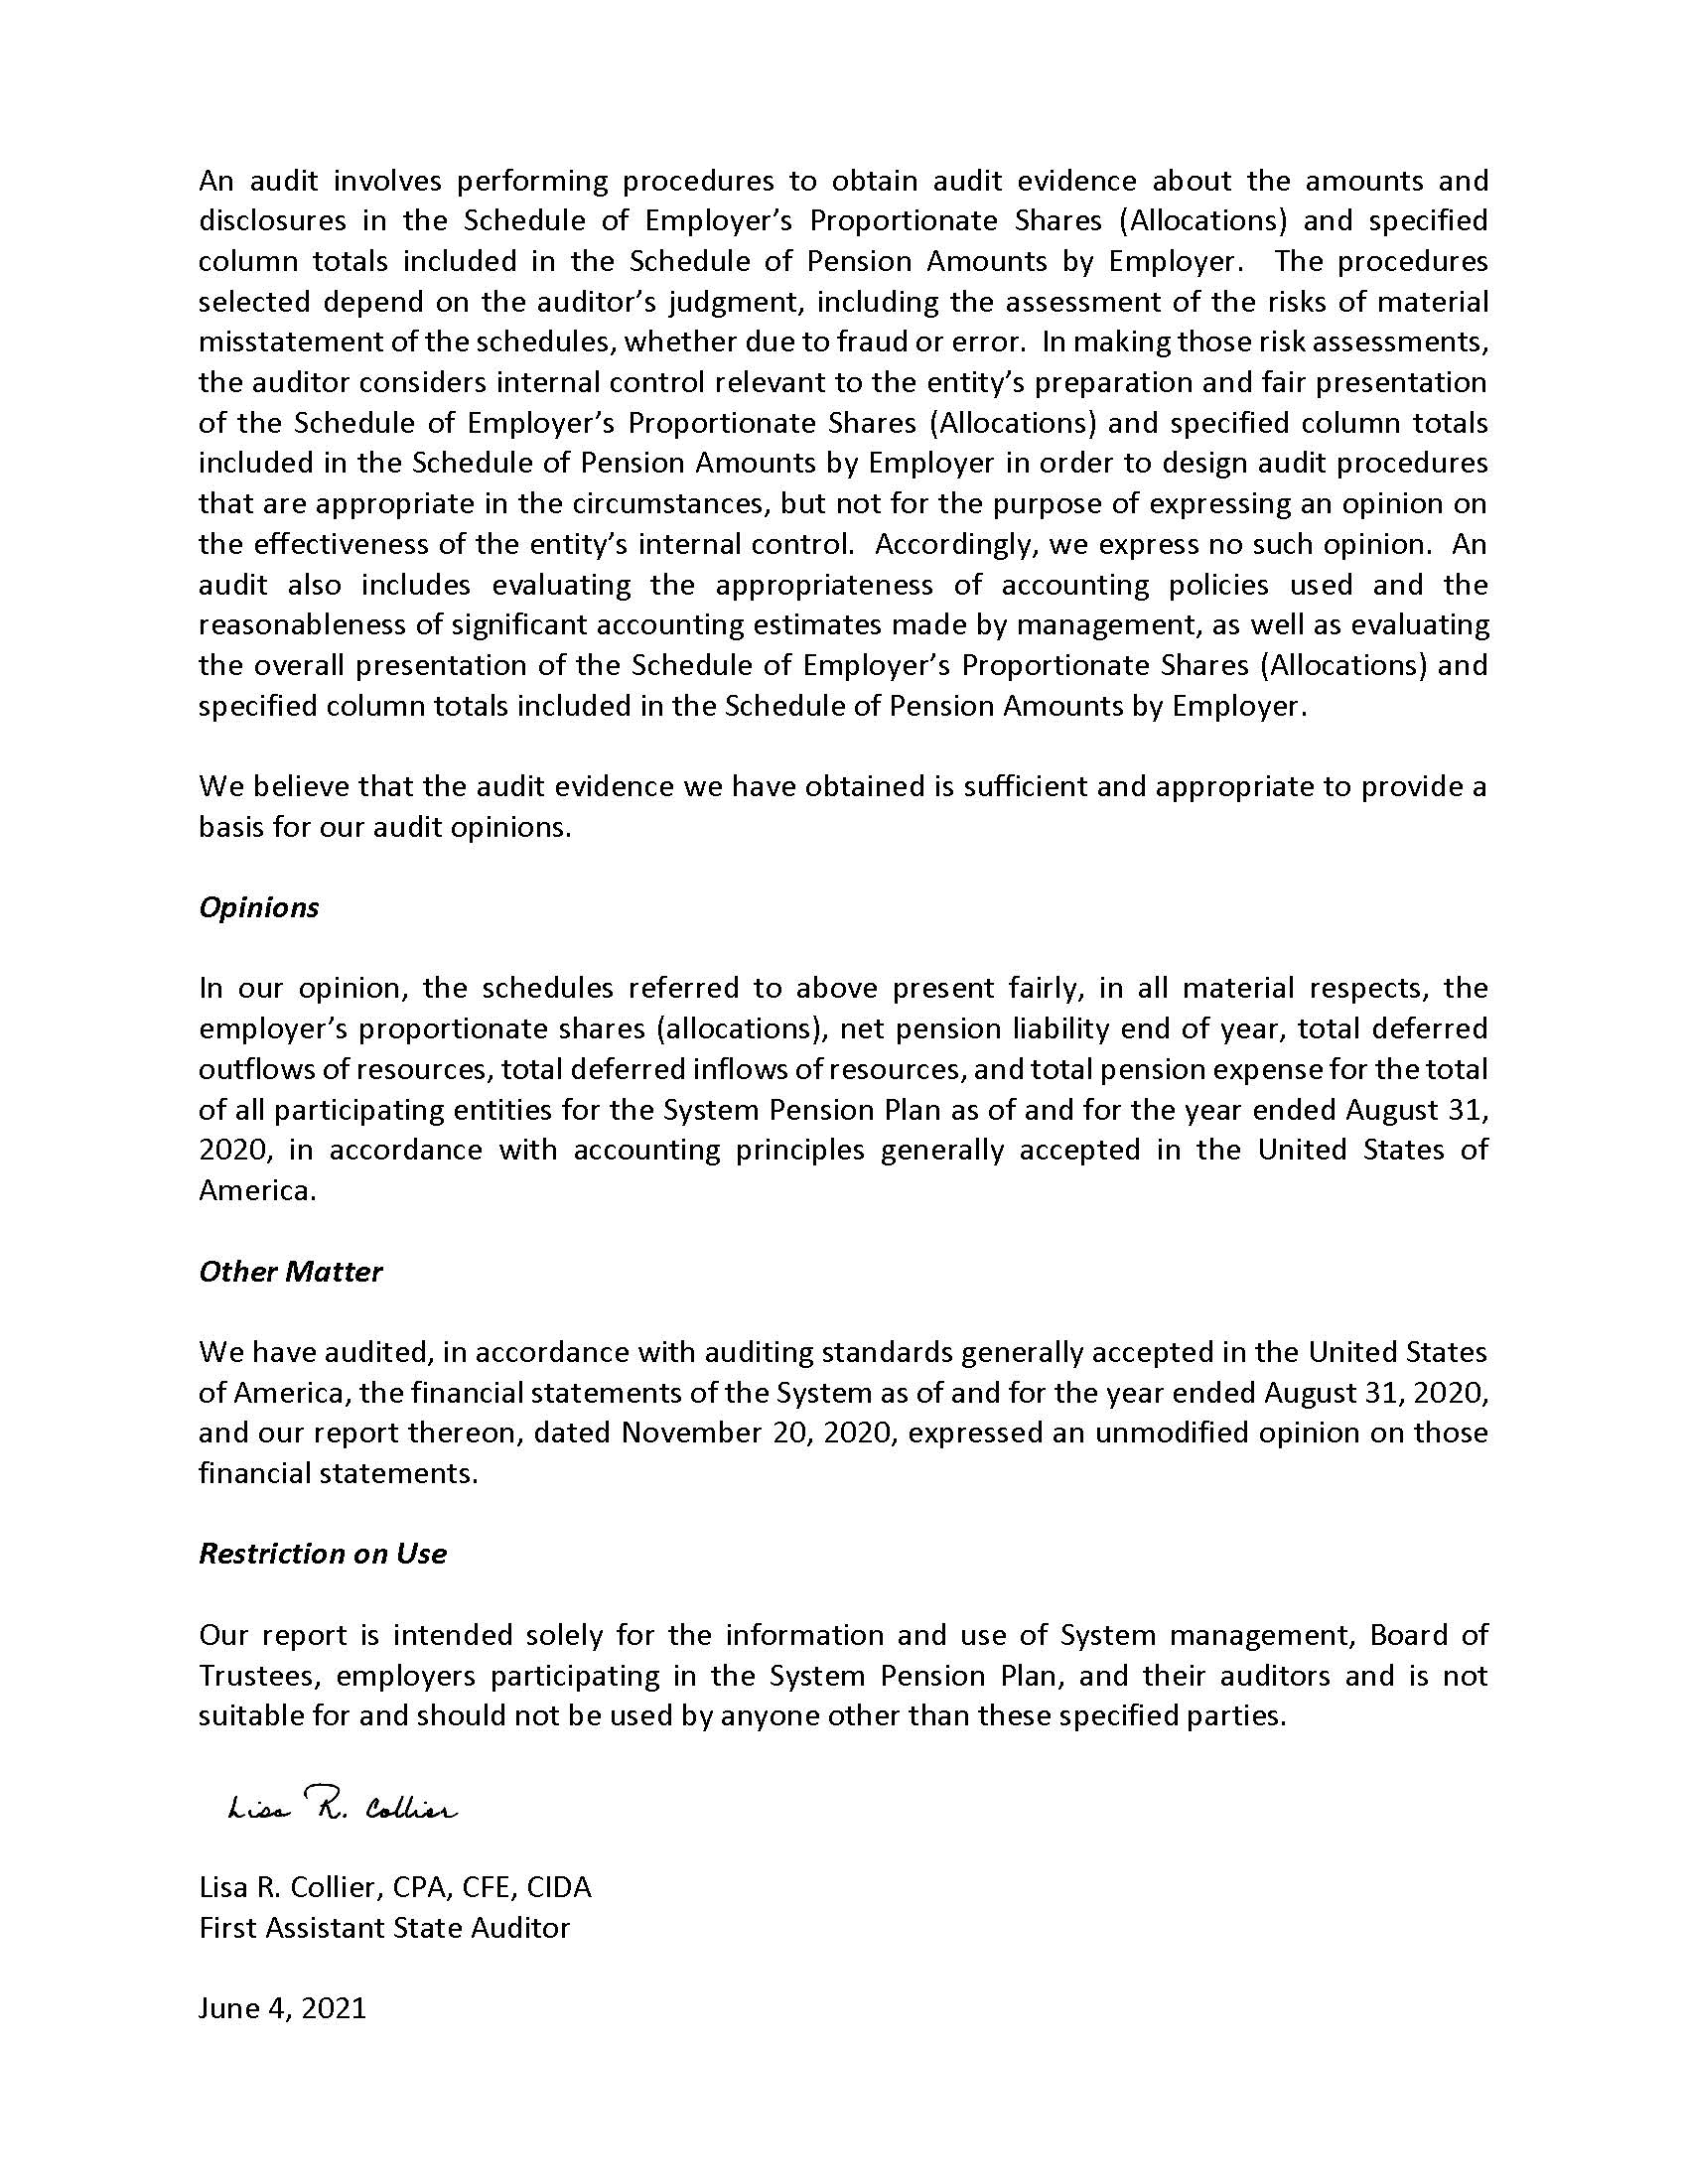 An audit involves performing procedures to obtain audit evidence about the amounts and
disclosures in the Schedule of Employer’s Proportionate Shares (Allocations) and specified
column totals included in the Schedule of Pension Amounts by Employer.  The procedures
selected depend on the auditor’s judgment, including the assessment of the risks of material
misstatement of the schedules, whether due to fraud or error.  In making those risk assessments,
the auditor considers internal control relevant to the entity’s preparation and fair presentation
of the Schedule of Employer’s Proportionate Shares (Allocations) and specified column totals
included in the Schedule of Pension Amounts by Employer in order to design audit procedures
that are appropriate in the circumstances, but not for the purpose of expressing an opinion on
the effectiveness of the entity’s internal control.  Accordingly, we express no such opinion.  An
audit also includes evaluating the appropriateness of accounting policies used and the
reasonableness of significant accounting estimates made by management, as well as evaluating
the overall presentation of the Schedule of Employer’s Proportionate Shares (Allocations) and
specified column totals included in the Schedule of Pension Amounts by Employer.
We believe that the audit evidence we have obtained is sufficient and appropriate to provide a
basis for our audit opinions.
Opinions
In our opinion, the schedules referred to above present fairly, in all material respects, the
employer’s proportionate shares (allocations), net pension liability end of year, total deferred
outflows of resources, total deferred inflows of resources, and total pension expense for the total
of all participating entities for the System Pension Plan as of and for the year ended August 31,
2020, in accordance with accounting principles generally accepted in the United States of
America.
Other Matter
We have audited, in accordance with auditing standards generally accepted in the United States
of America, the financial statements of the System as of and for the year ended August 31, 2020,
and our report thereon, dated November 20, 2020, expressed an unmodified opinion on those
financial statements.
Restriction on Use
Our report is intended solely for the information and use of System management, Board of
Trustees, employers participating in the System Pension Plan, and their auditors and is not
suitable for and should not be used by anyone other than these specified parties.
Lisa R. Collier
Lisa R. Collier, CPA, CFE, CIDA
First Assistant State Auditor
June 4, 2021